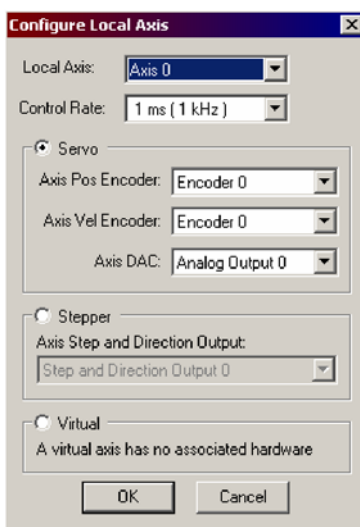 Configure Local Axis
Local Axis: Axis 0
Control Rate: 1 ms ( 1 kHz )
Servo
Axis Pos Encoder: Encoder 0
Axis Vel Encoder: Encoder 0
Axis DAC: Analog Output 0
Stepper
Axis Step and Direction Output:
Step and Direction Output 0
Virtual
A virtual axis has no associated hardware
OK Cancel